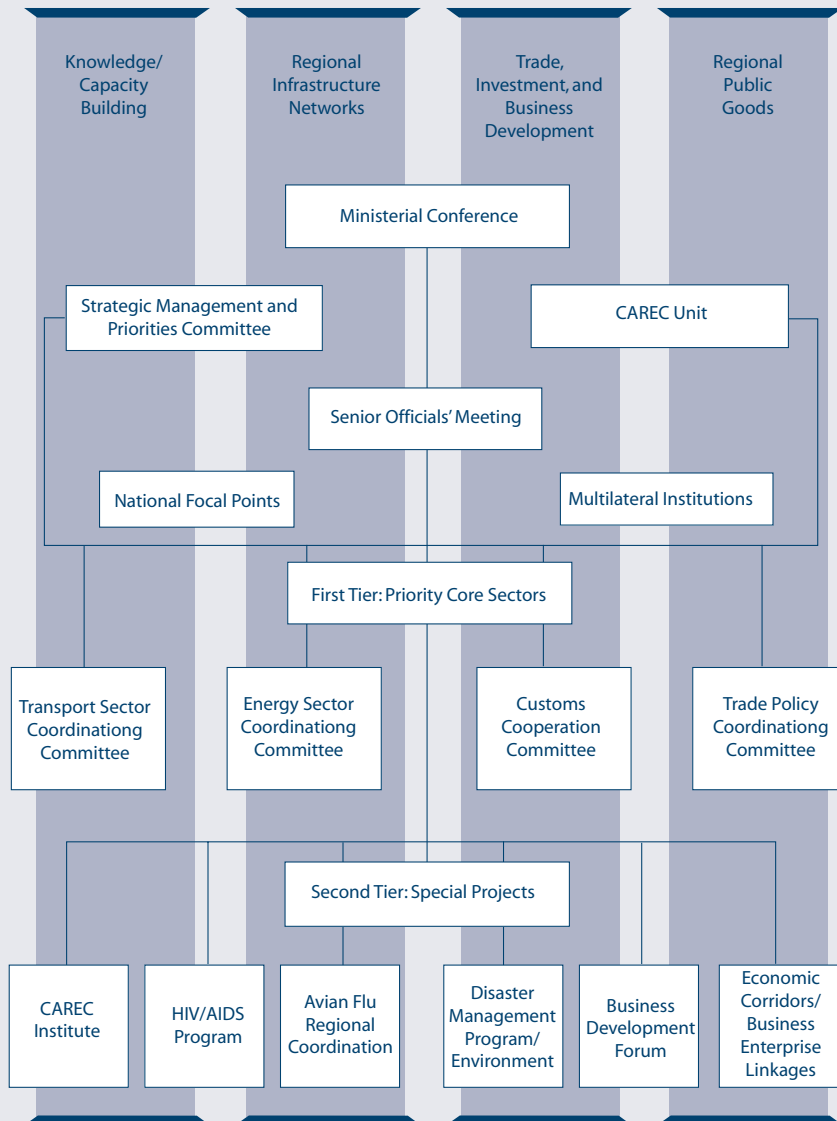 Knowledge/
Capacity
Building
Regional
Infrastructure
Networks
Trade,
Investment, and
Business
Development
Regional
Public
Goods
Ministerial Conference
Strategic Management and
Priorities Committee
CAREC Unit
Senior Officials' Meeting
National Focal Points
Multilateral Institutions
First Tier: Priority Core Sectors
Transport Sector
Coordinationg
Committee
Energy Sector
Coordinationg
Committee
Customs
Cooperation
Committee
Trade Policy
Coordinationg
Committee
Second Tier: Special Projects
CAREC
Institute
HIV/AIDS
Program
Avian Flu
Regional
Coordination
Disaster
Management
Program/
Environment
Business
Development
Forum
Economic
Corridors/
Business
Enterprise
Linkages